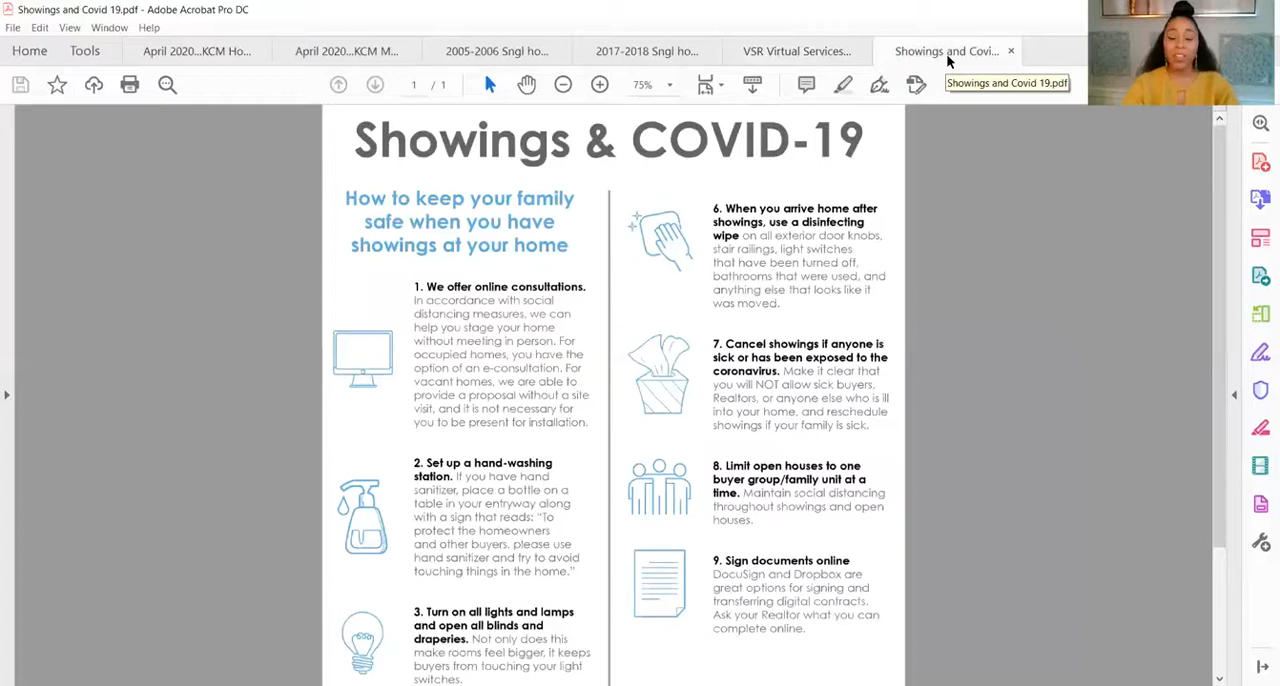 Showings and Covid 19.pdf - Adobe Acrobat Pro DC
File Edit View Window Help
Home Tools April 2020...KCM Ho... April 2020...KCM M... 2005-2006 Sngl ho... 2017-2018 Sngl ho... VSR Virtual Services... Showings and Covi... ×
1 / 1 75% Showings and Covid 19.pdf
Showings & COVID-19
How to keep your family
safe when you have
showings at your home
1. We offer online consultations.
In accordance with social
distancing measures, we can
help you stage your home
without meeting in person. For
occupied homes, you have the
option of an e-consultation. For
vacant homes, we are able to
provide a proposal without a site
visit, and it is not necessary for
you to be present for installation.
2. Set up a hand-washing
station. If you have hand
sanitizer, place a bottle on a
table in your entryway along
with a sign that reads: “To
protect the homeowners
and other buyers, please use
hand sanitizer and try to avoid
touching things in the home.”
3. Turn on all lights and lamps
and open all blinds and
draperies. Not only does this
make rooms feel bigger, it keeps
buyers from touching your light
switches.
6. When you arrive home after
showings, use a disinfecting
wipe on all exterior door knobs,
stair railings, light switches
that have been turned off,
bathrooms that were used, and
anything else that looks like it
was moved.
7. Cancel showings if anyone is
sick or has been exposed to the
coronavirus. Make it clear that
you will NOT allow sick buyers,
Realtors, or anyone else who is ill
into your home, and reschedule
showings if your family is sick.
8. Limit open houses to one
buyer group/family unit at a
time. Maintain social distancing
throughout showings and open
houses.
9. Sign documents online
DocuSign and Dropbox are
great options for signing and
transferring digital contracts.
Ask your Realtor what you can
complete online.